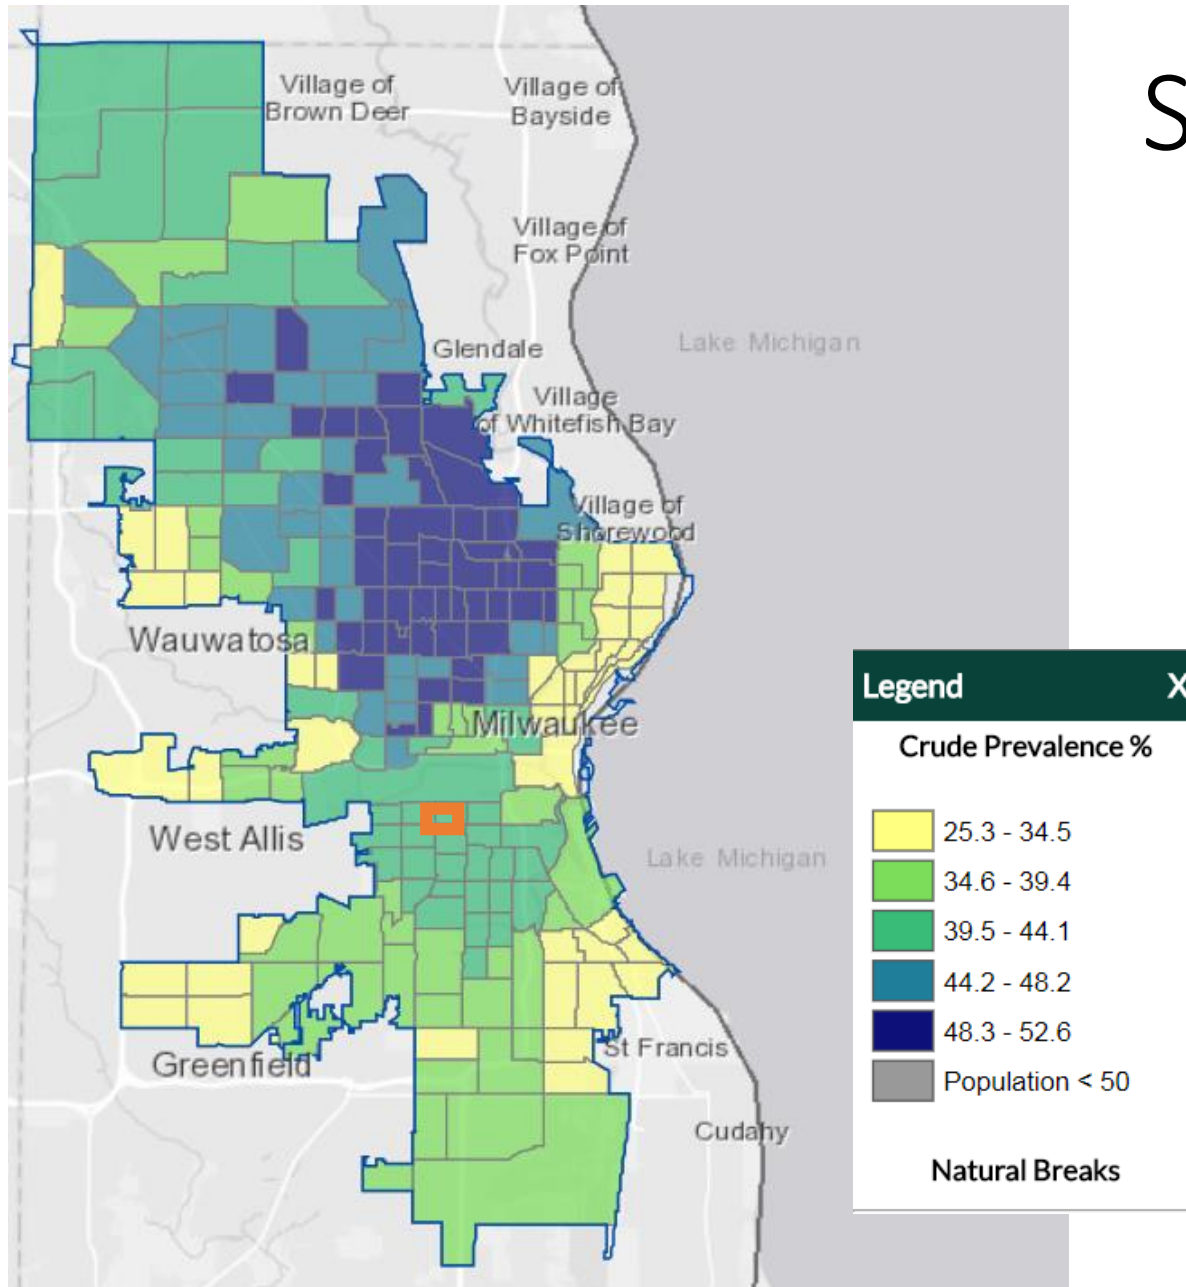 S
Village of
Brown Deer
Village of
Bayside
Village of
Fox Point
Lake Michigan
Glendale
Village
of Whitefish Bay
Village of
Shorewood
Wauwatosa
Milwaukee
West Allis
Lake Michigan
Greenfield
St Francis
Cudahy
Legend X
Crude Prevalence %
25.3 - 34.5
34.6 - 39.4
39.5 - 44.1
44.2 - 48.2
48.3 - 52.6
Population < 50
Natural Breaks